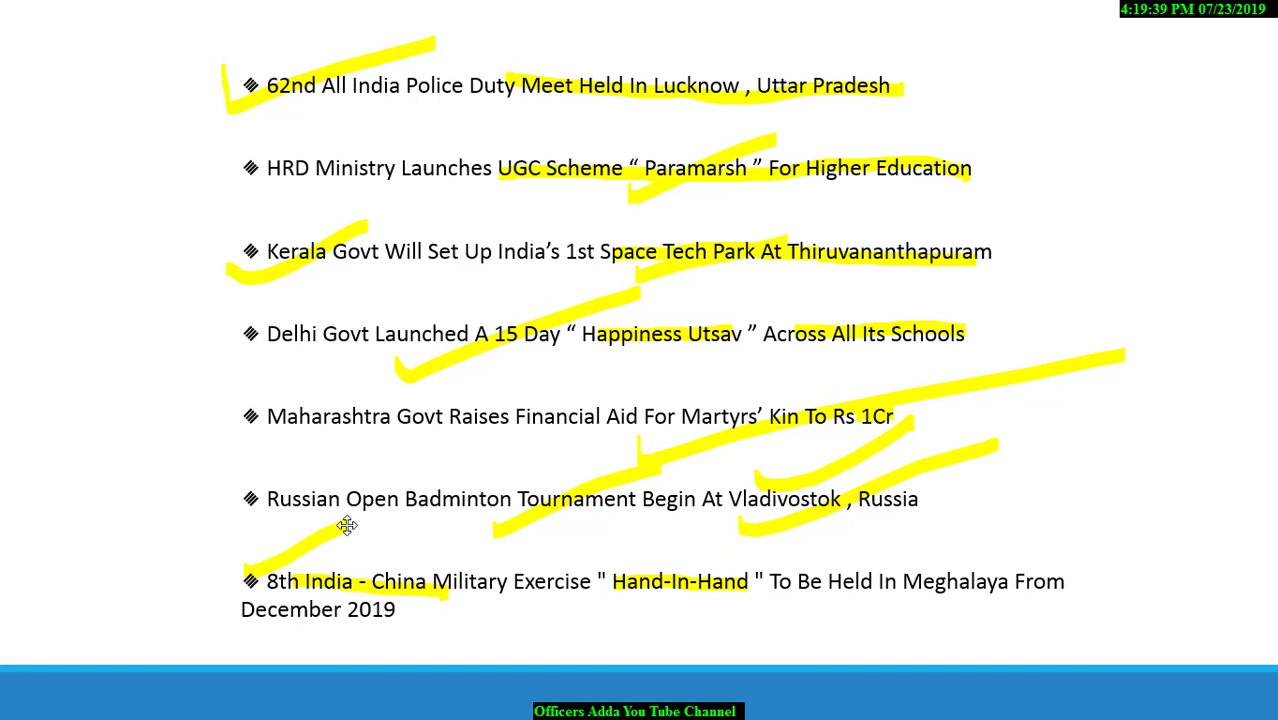 4:19:39 PM 07/23/2019
62nd All India Police Duty Meet Held In Lucknow , Uttar Pradesh
HRD Ministry Launches UGC Scheme “ Paramarsh ” For Higher Education
Kerala Govt Will Set Up India’s 1st Space Tech Park At Thiruvananthapuram
Delhi Govt Launched A 15 Day “ Happiness Utsav ” Across All Its Schools
Maharashtra Govt Raises Financial Aid For Martyrs’ Kin To Rs 1Cr
Russian Open Badminton Tournament Begin At Vladivostok , Russia
8th India - China Military Exercise " Hand-In-Hand " To Be Held In Meghalaya From
December 2019
Officers Adda You Tube Channel